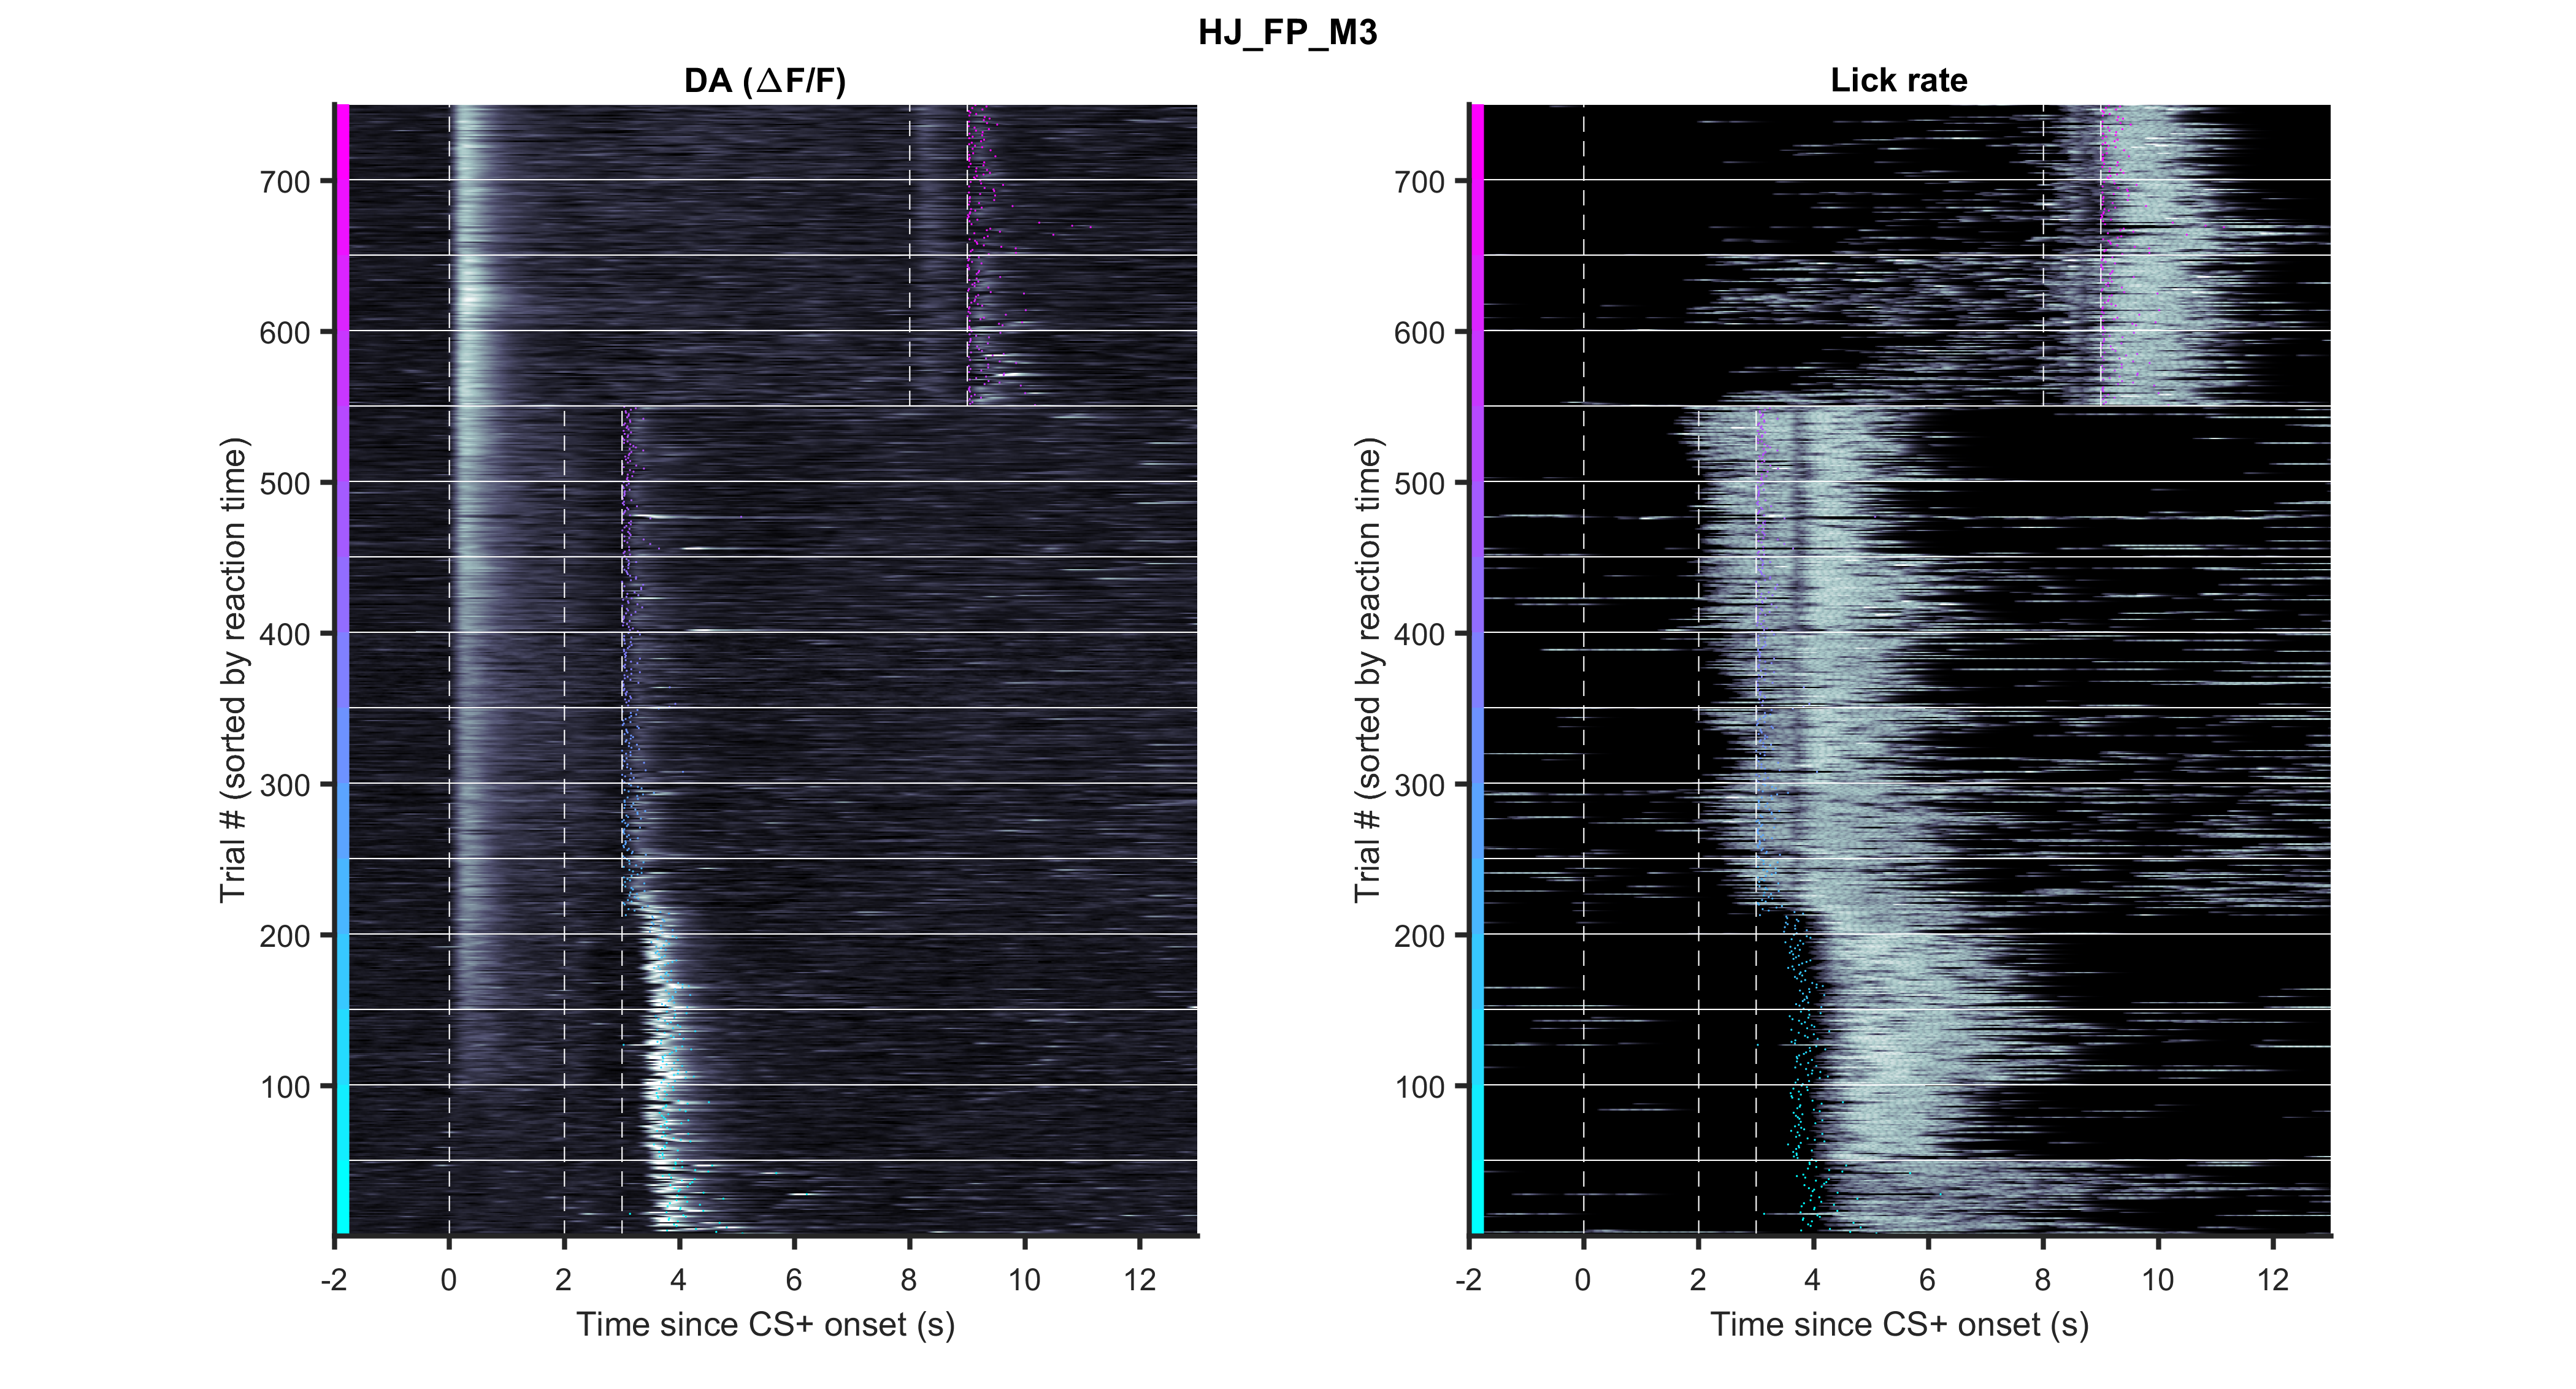 HJ_FP_M3
DA (ΔF/F)
Trial # (sorted by reaction time)
700
600
500
400
300
200
100
-2 0 2 4 6 8 10 12
Time since CS+ onset (s)
Lick rate
Trial # (sorted by reaction time)
700
600
500
400
300
200
100
-2 0 2 4 6 8 10 12
Time since CS+ onset (s)